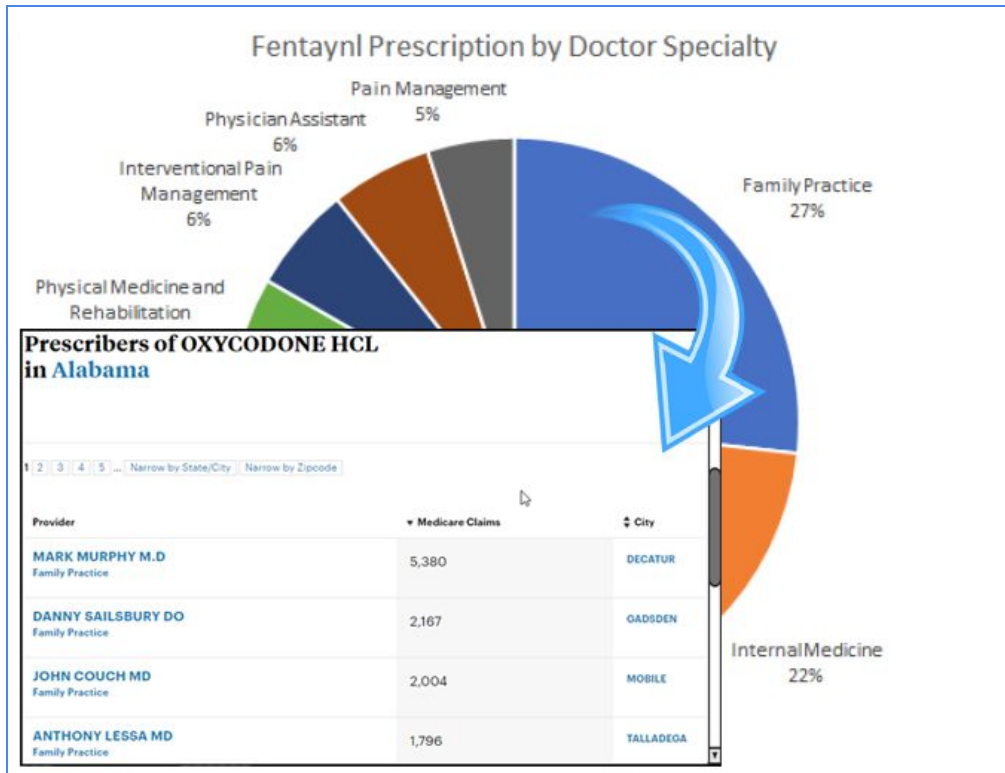 Fentaynl Prescription by Doctor Specialty
Pain Management
5%
Physician Assistant
6%
Interventional Pain
Management
6%
Family Practice
27%
Physical Medicine and
Rehabilitation
Prescribers of OXYCODONE HCL
in Alabama
1 2 3 4 5 ... Narrow by State/City Narrow by Zipcode
Provider Medicare Claims City
MARK MURPHY M.D 5,380 DECATUR
Family Practice
DANNY SAILSBURY DO 2,167 GADSDEN
Family Practice
JOHN COUCH MD 2,004 MOBILE
Family Practice
ANTHONY LESSA MD 1,796 TALLADEGA
Family Practice
Internal Medicine
22%